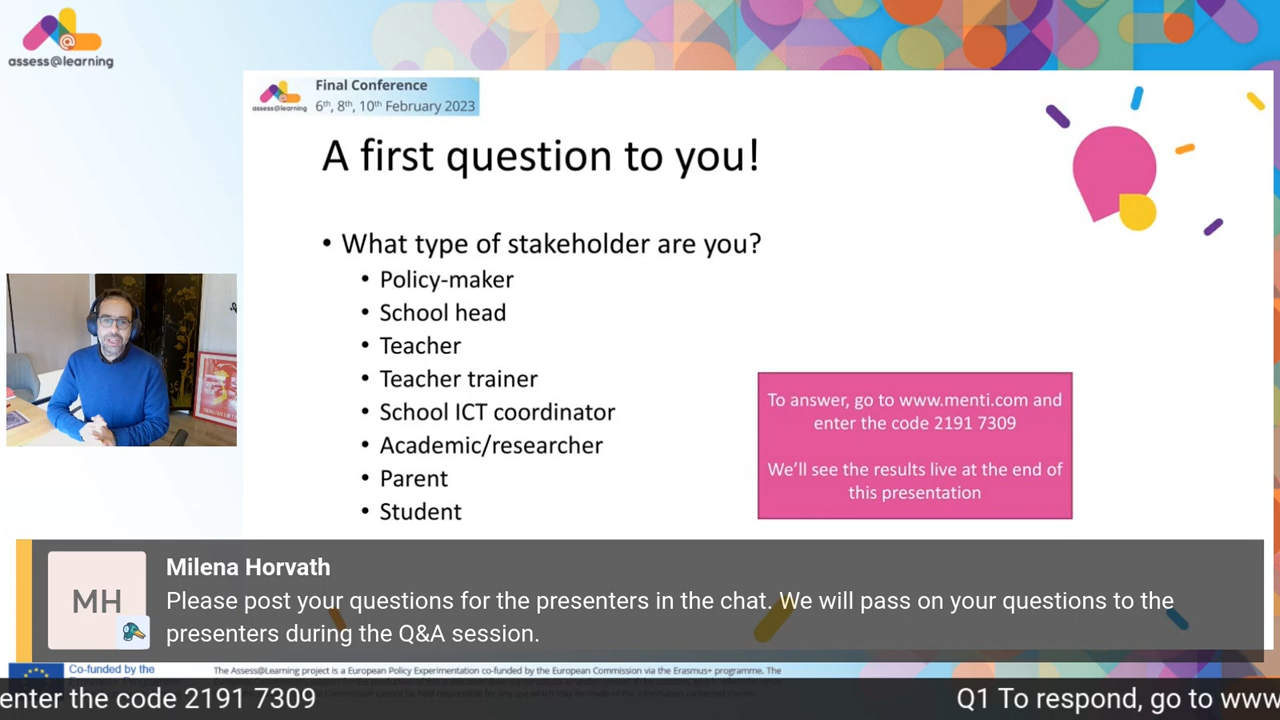 assess@learning
assess@learning
Final Conference
6th, 8th, 10th February 2023
A first question to you!
• What type of stakeholder are you?
• Policy-maker
• School head
• Teacher
• Teacher trainer
• School ICT coordinator
• Academic/researcher
• Parent
• Student
To answer, go to www.menti.com and
enter the code 2191 7309
We'll see the results live at the end of
this presentation
MH
Milena Horvath
Please post your questions for the presenters in the chat. We will pass on your questions to the
presenters during the Q&A session.
Co-funded by the
The Assess@Learning project is a European Policy Experimentation co-funded by the European Commission via the Erasmus+ programme. The
enter the code 2191 7309
Q1 To respond, go to www